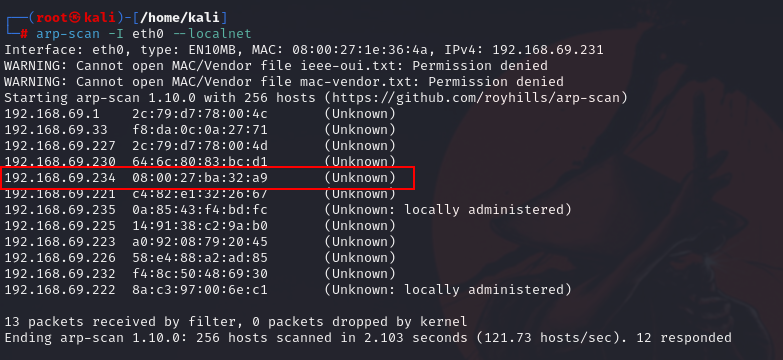 ┌──(root㉿kali)-[/home/kali]
└─# arp-scan -I eth0 --localnet
Interface: eth0, type: EN10MB, MAC: 08:00:27:1e:36:4a, IPv4: 192.168.69.231
WARNING: Cannot open MAC/Vendor file ieee-oui.txt: Permission denied
WARNING: Cannot open MAC/Vendor file mac-vendor.txt: Permission denied
Starting arp-scan 1.10.0 with 256 hosts (https://github.com/royhills/arp-scan)
192.168.69.1    2c:79:d7:78:00:4c       (Unknown)
192.168.69.33   f8:da:0c:0a:27:71       (Unknown)
192.168.69.227  2c:79:d7:78:00:4d       (Unknown)
192.168.69.230  64:6c:80:83:bc:d1       (Unknown)
192.168.69.234  08:00:27:ba:32:a9       (Unknown)
192.168.69.221  c4:82:e1:32:26:67       (Unknown)
192.168.69.235  0a:85:43:f4:bd:fc       (Unknown: locally administered)
192.168.69.225  14:91:38:c2:9a:b0       (Unknown)
192.168.69.223  a0:92:08:79:20:45       (Unknown)
192.168.69.226  58:e4:88:a2:ad:85       (Unknown)
192.168.69.232  f4:8c:50:48:69:30       (Unknown)
192.168.69.222  8a:c3:97:00:6e:c1       (Unknown: locally administered)

13 packets received by filter, 0 packets dropped by kernel
Ending arp-scan 1.10.0: 256 hosts scanned in 2.103 seconds (121.73 hosts/sec). 12 responded